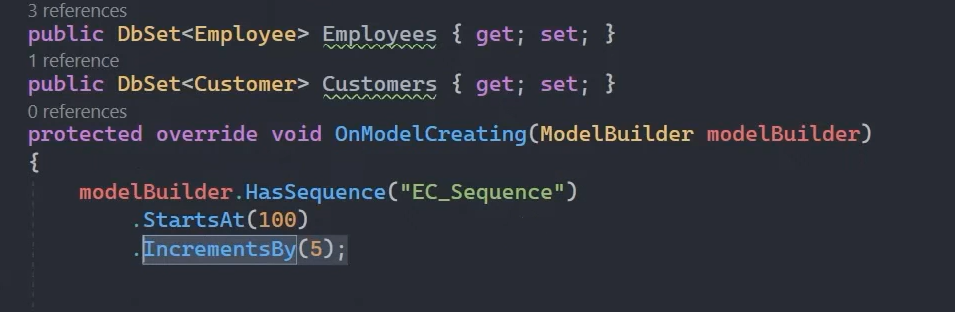 3 references
public DbSet<Employee> Employees { get; set; }
1 reference
public DbSet<Customer> Customers { get; set; }
0 references
protected override void OnModelCreating(ModelBuilder modelBuilder)
{
modelBuilder.HasSequence("EC_Sequence")
.StartsAt(100)
.IncrementsBy(5);